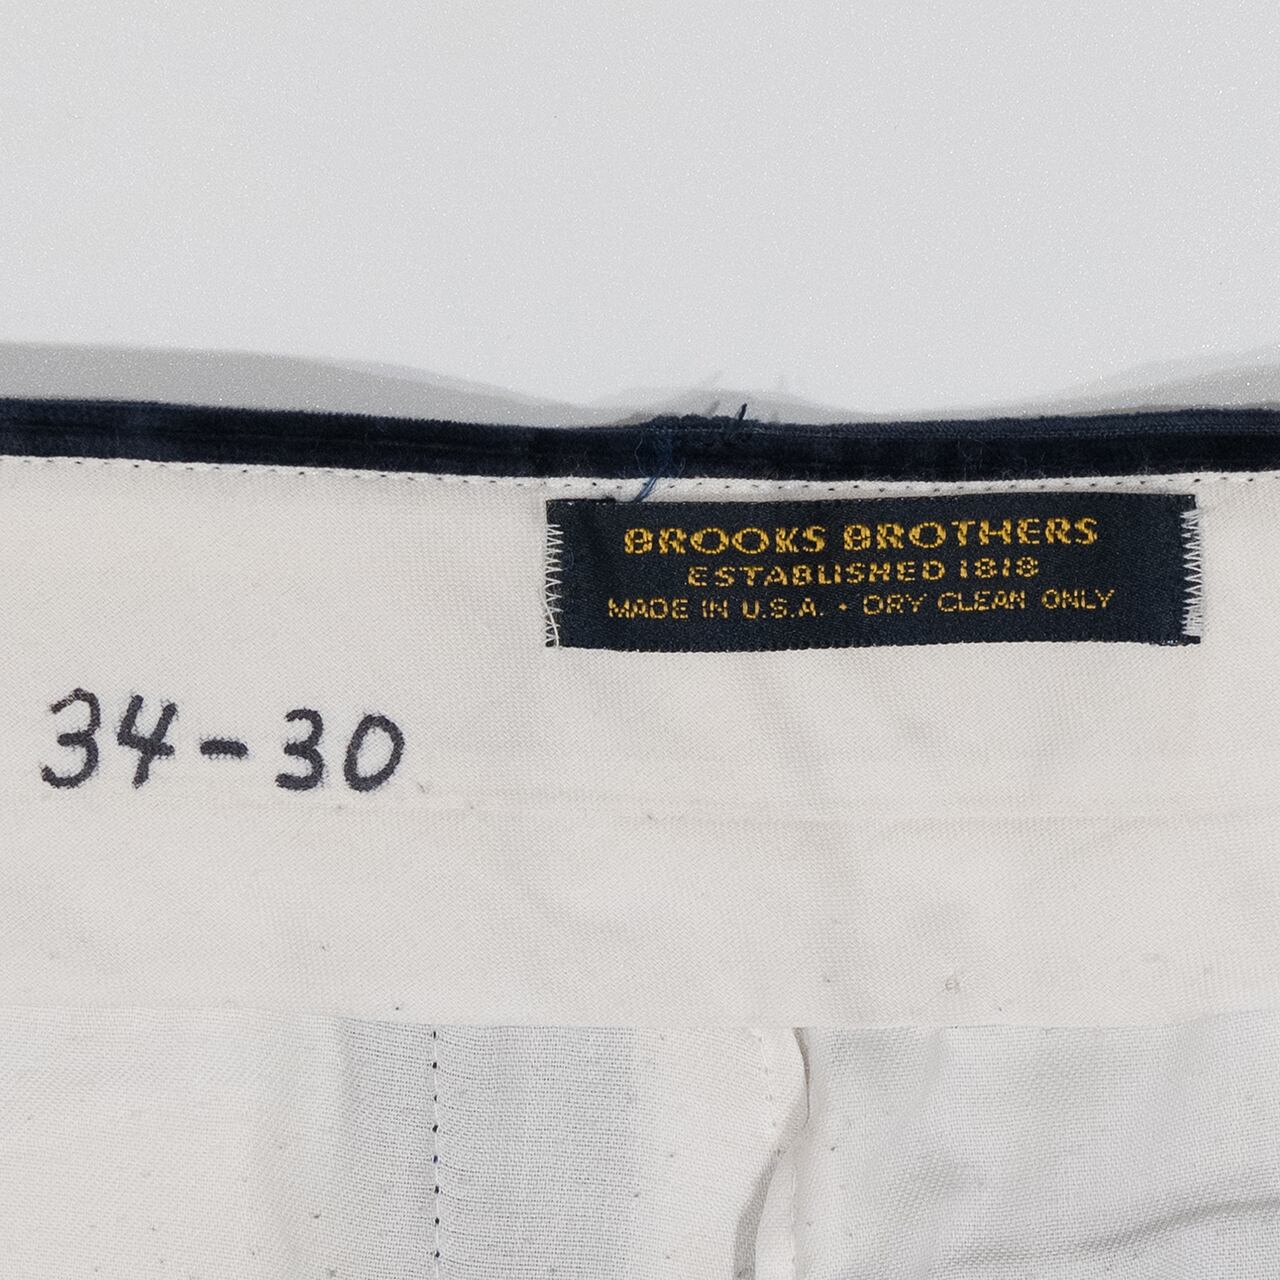 BROOKS BROTHERS
ESTABLISHED 1818
MADE IN U.S.A. • DRY CLEAN ONLY
34-30